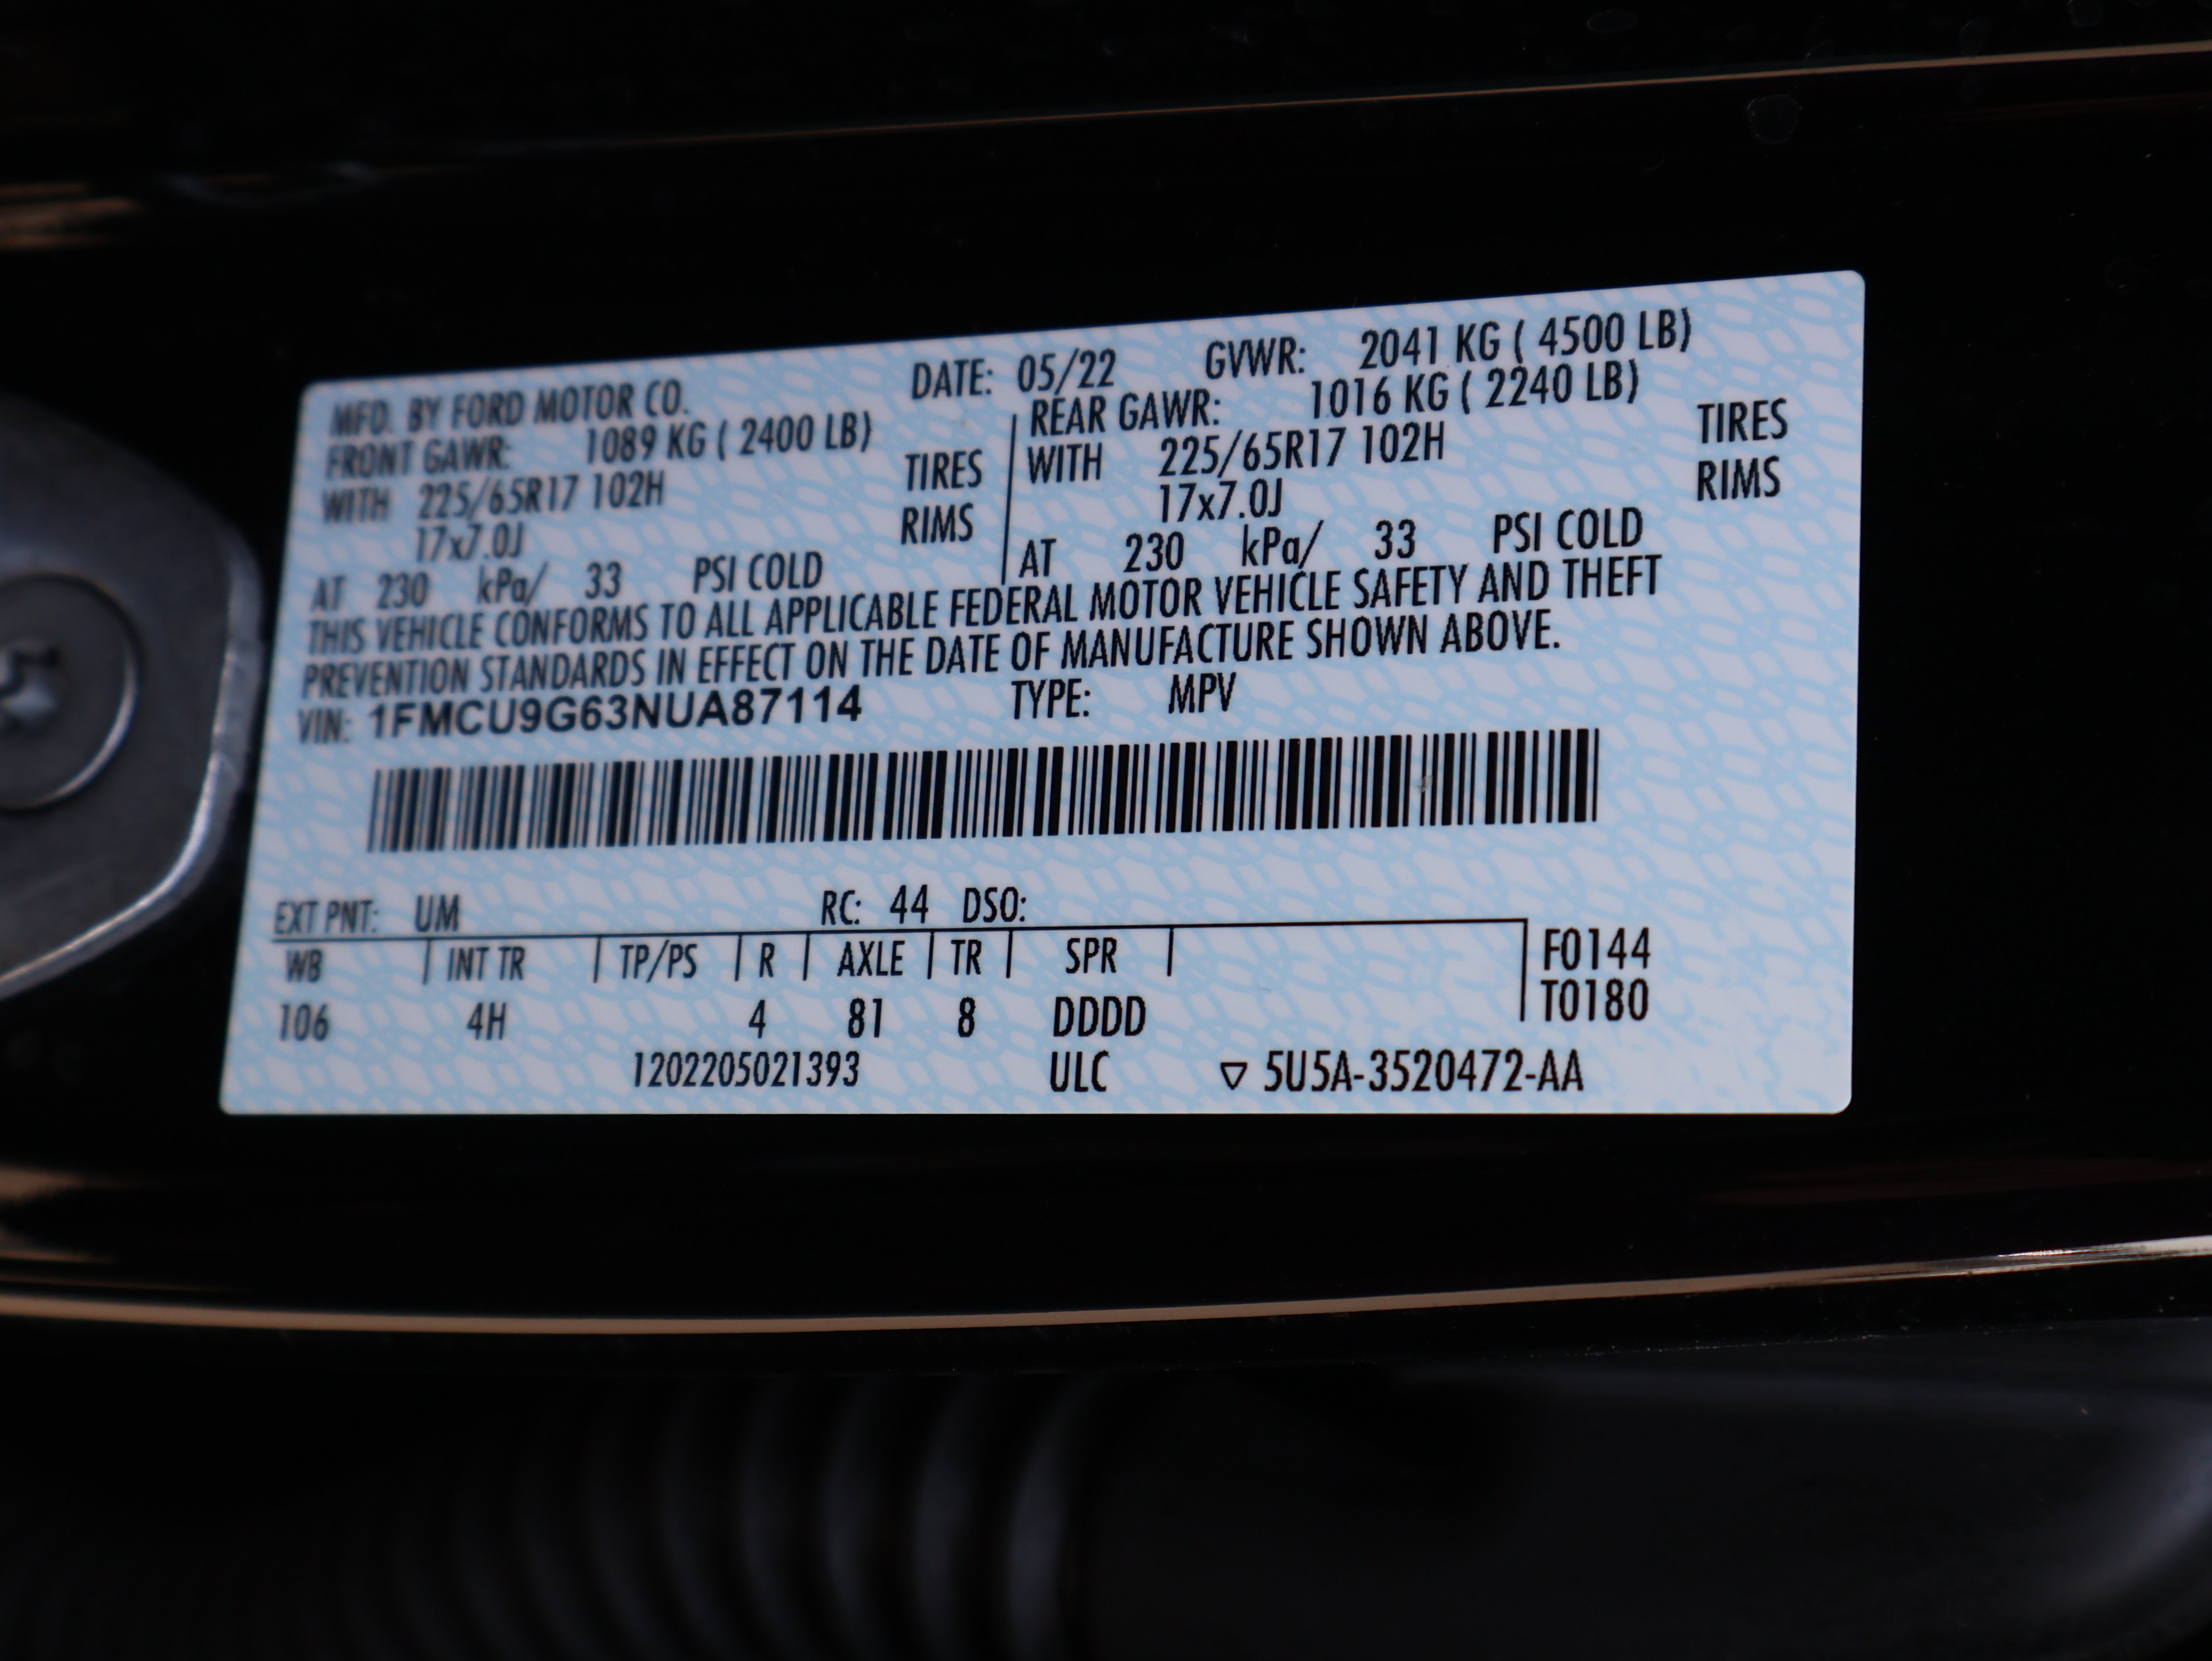 MFD. BY FORD MOTOR CO. DATE: 05/22 GVWR: 2041 KG ( 4500 LB)
FRONT GAWR: 1089 KG ( 2400 LB) REAR GAWR: 1016 KG ( 2240 LB)
WITH 225/65R17 102H TIRES WITH 225/65R17 102H TIRES
17x7.0J RIMS 17x7.0J RIMS
AT 230 kPa/ 33 PSI COLD AT 230 kPa/ 33 PSI COLD
THIS VEHICLE CONFORMS TO ALL APPLICABLE FEDERAL MOTOR VEHICLE SAFETY AND THEFT
PREVENTION STANDARDS IN EFFECT ON THE DATE OF MANUFACTURE SHOWN ABOVE.
VIN: 1FMCU9G63NUA87114 TYPE: MPV
EXT PNT: UM RC: 44 DSO:
WB INT TR TP/PS R AXLE TR SPR F0144
106 4H 4 81 8 DDDD T0180
1202205021393 ULC ▽ 5U5A-3520472-AA